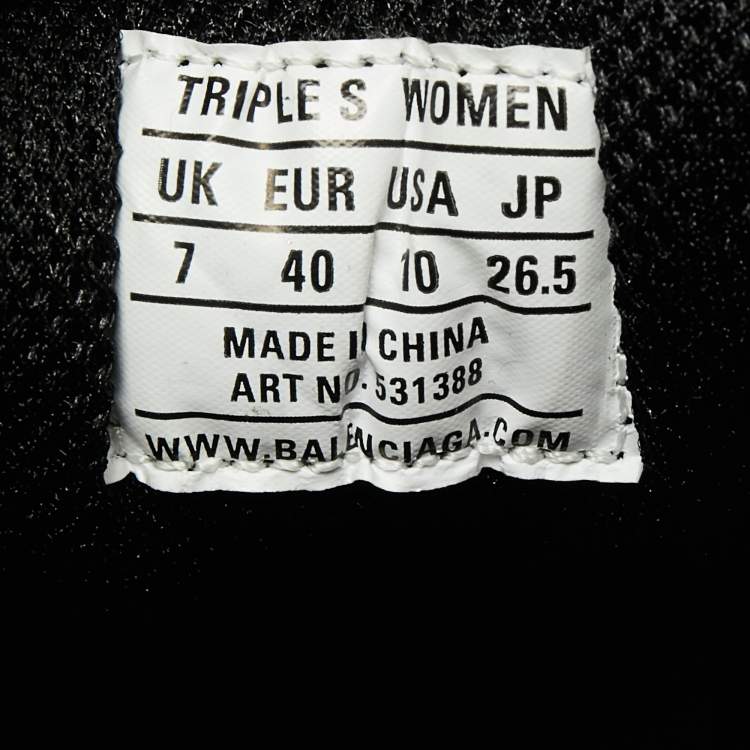 TRIPLE S WOMEN
UK EUR USA JP
7 40 10 26.5
MADE IN CHINA
ART NO. 531388
WWW.BALENCIAGA.COM